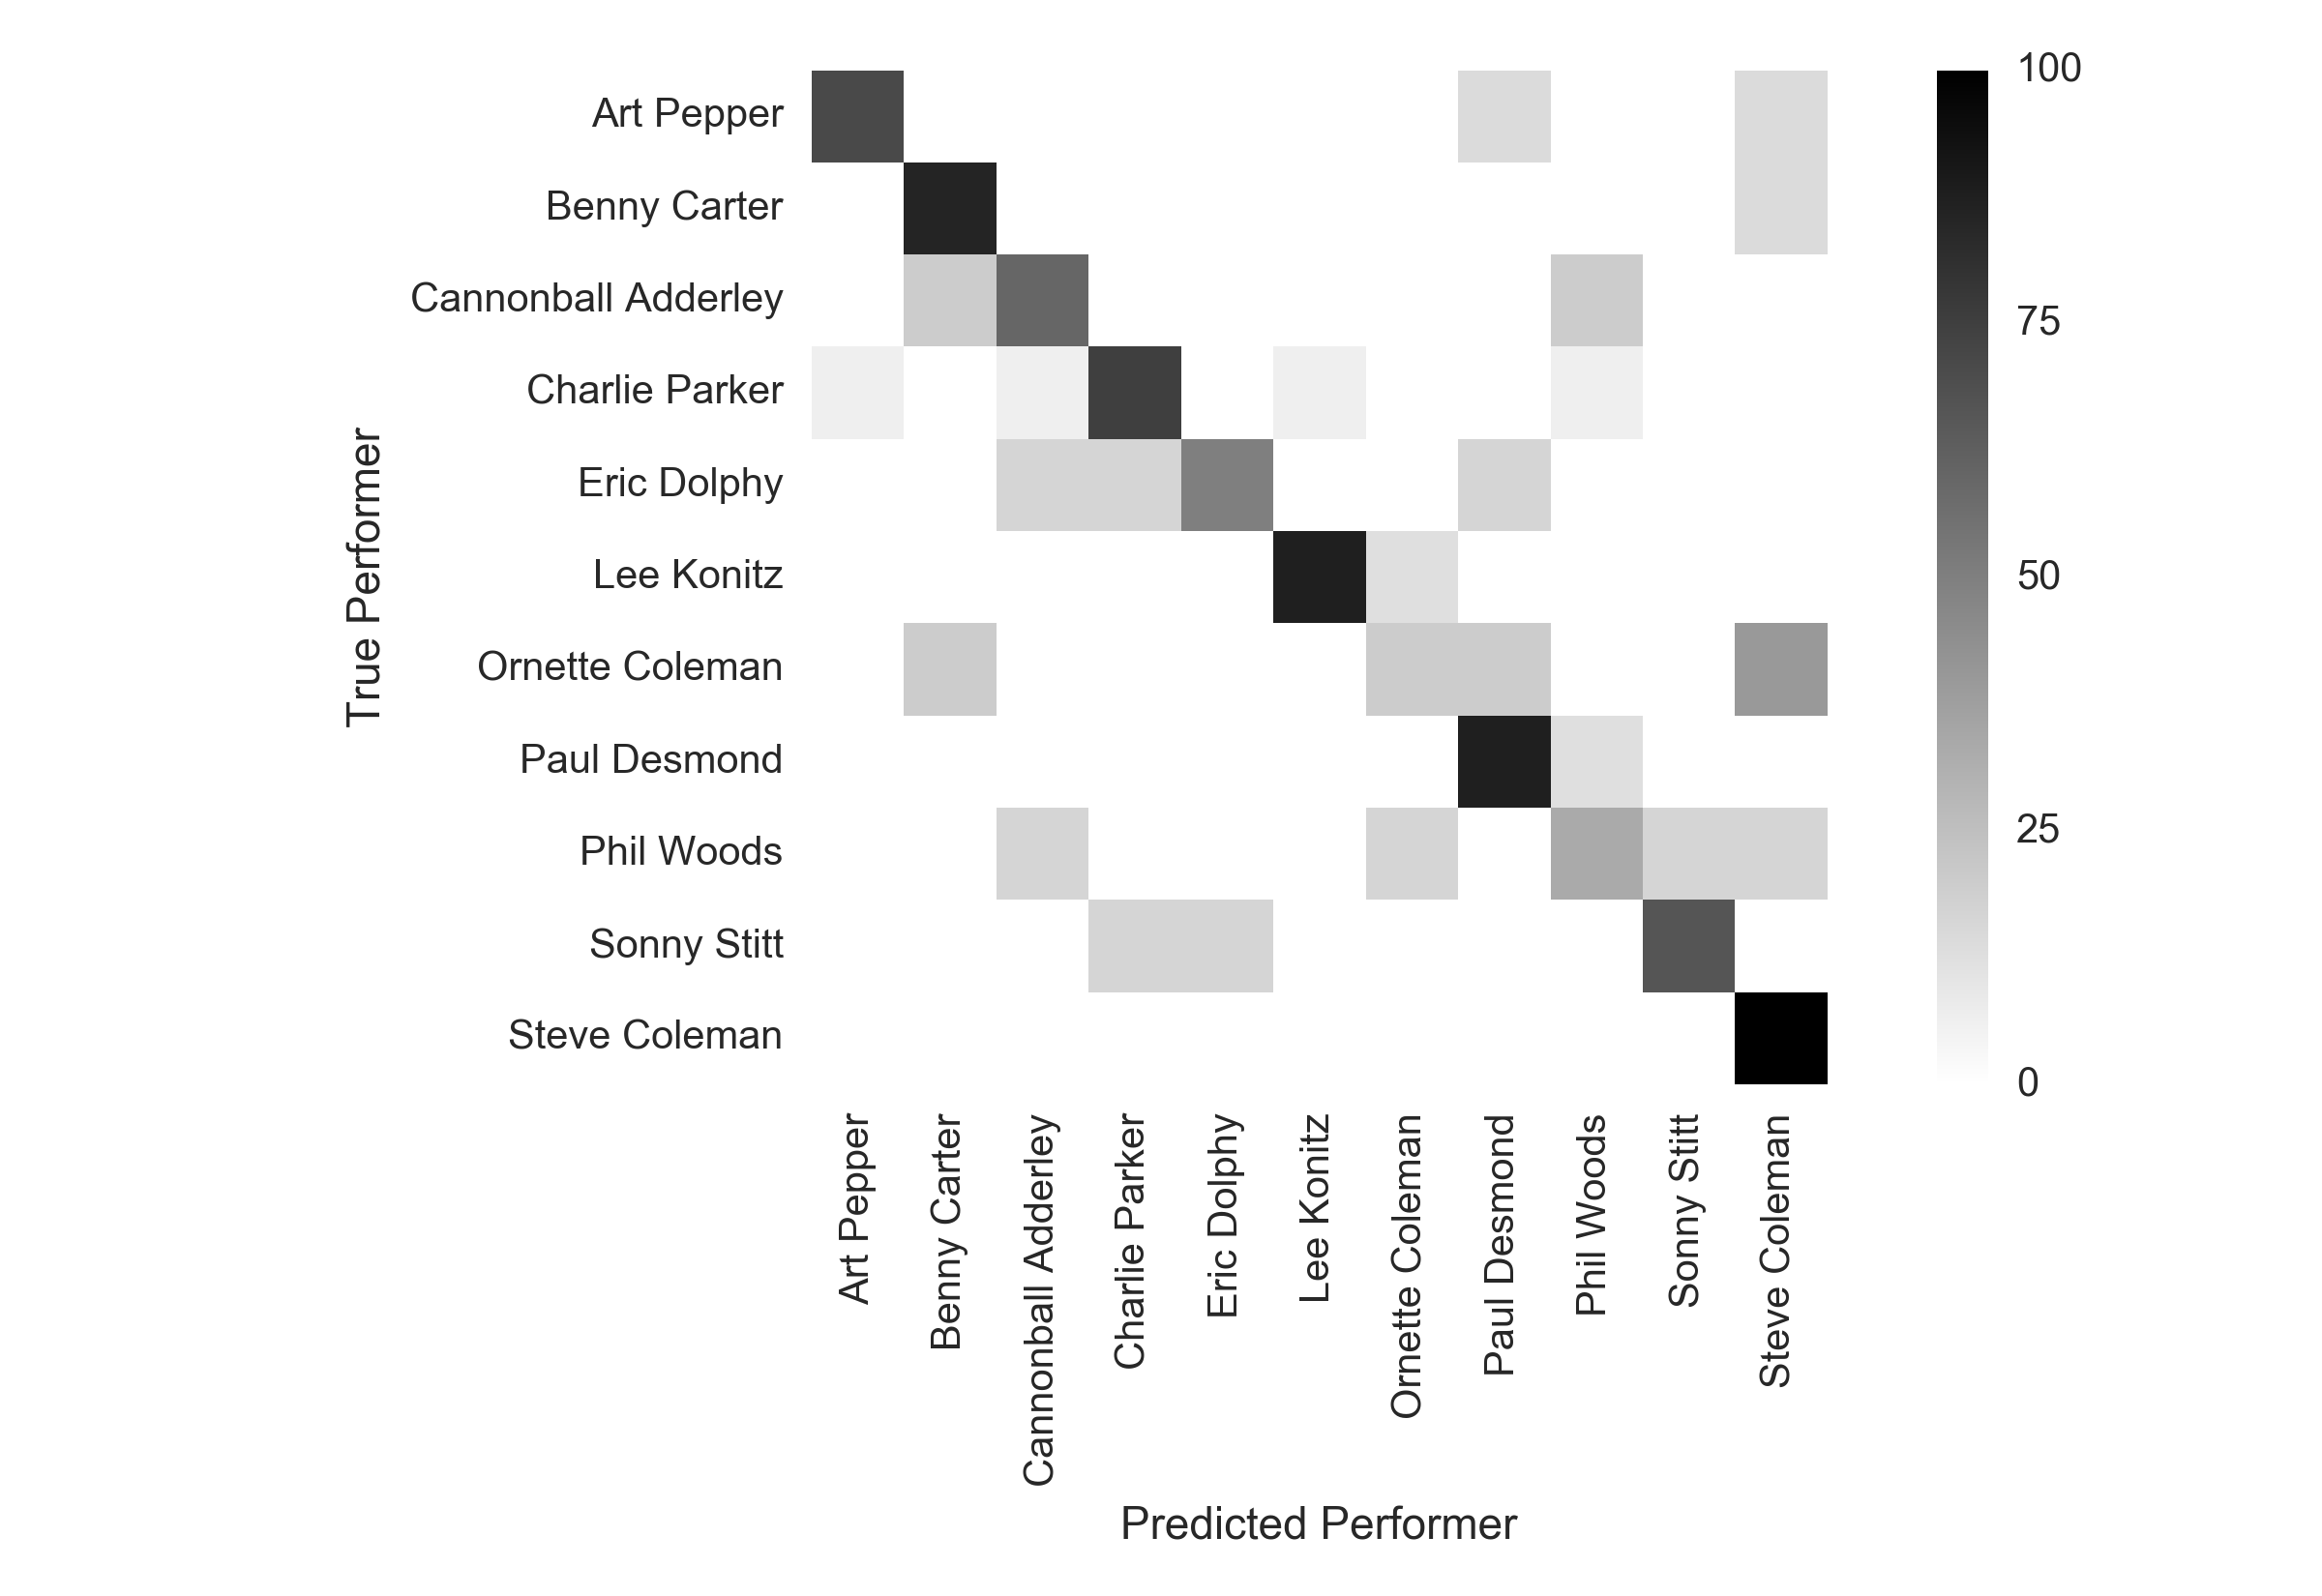 Art Pepper
Benny Carter
Cannonball Adderley
Charlie Parker
Eric Dolphy
Lee Konitz
Ornette Coleman
Paul Desmond
Phil Woods
Sonny Stitt
Steve Coleman
True Performer
Art Pepper
Benny Carter
Cannonball Adderley
Charlie Parker
Eric Dolphy
Lee Konitz
Ornette Coleman
Paul Desmond
Phil Woods
Sonny Stitt
Steve Coleman
Predicted Performer
100
75
50
25
0